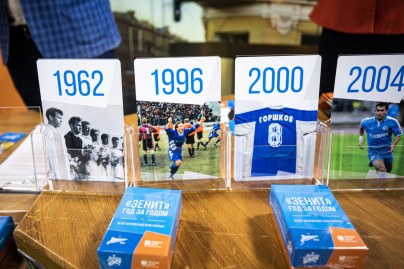 1962
1996
2000
2004
ГОРШКОВ
8
«ЗЕНИТ»
ГОД ЗА ГОДОМ
«ЗЕНИТ»
ГОД ЗА ГОДОМ